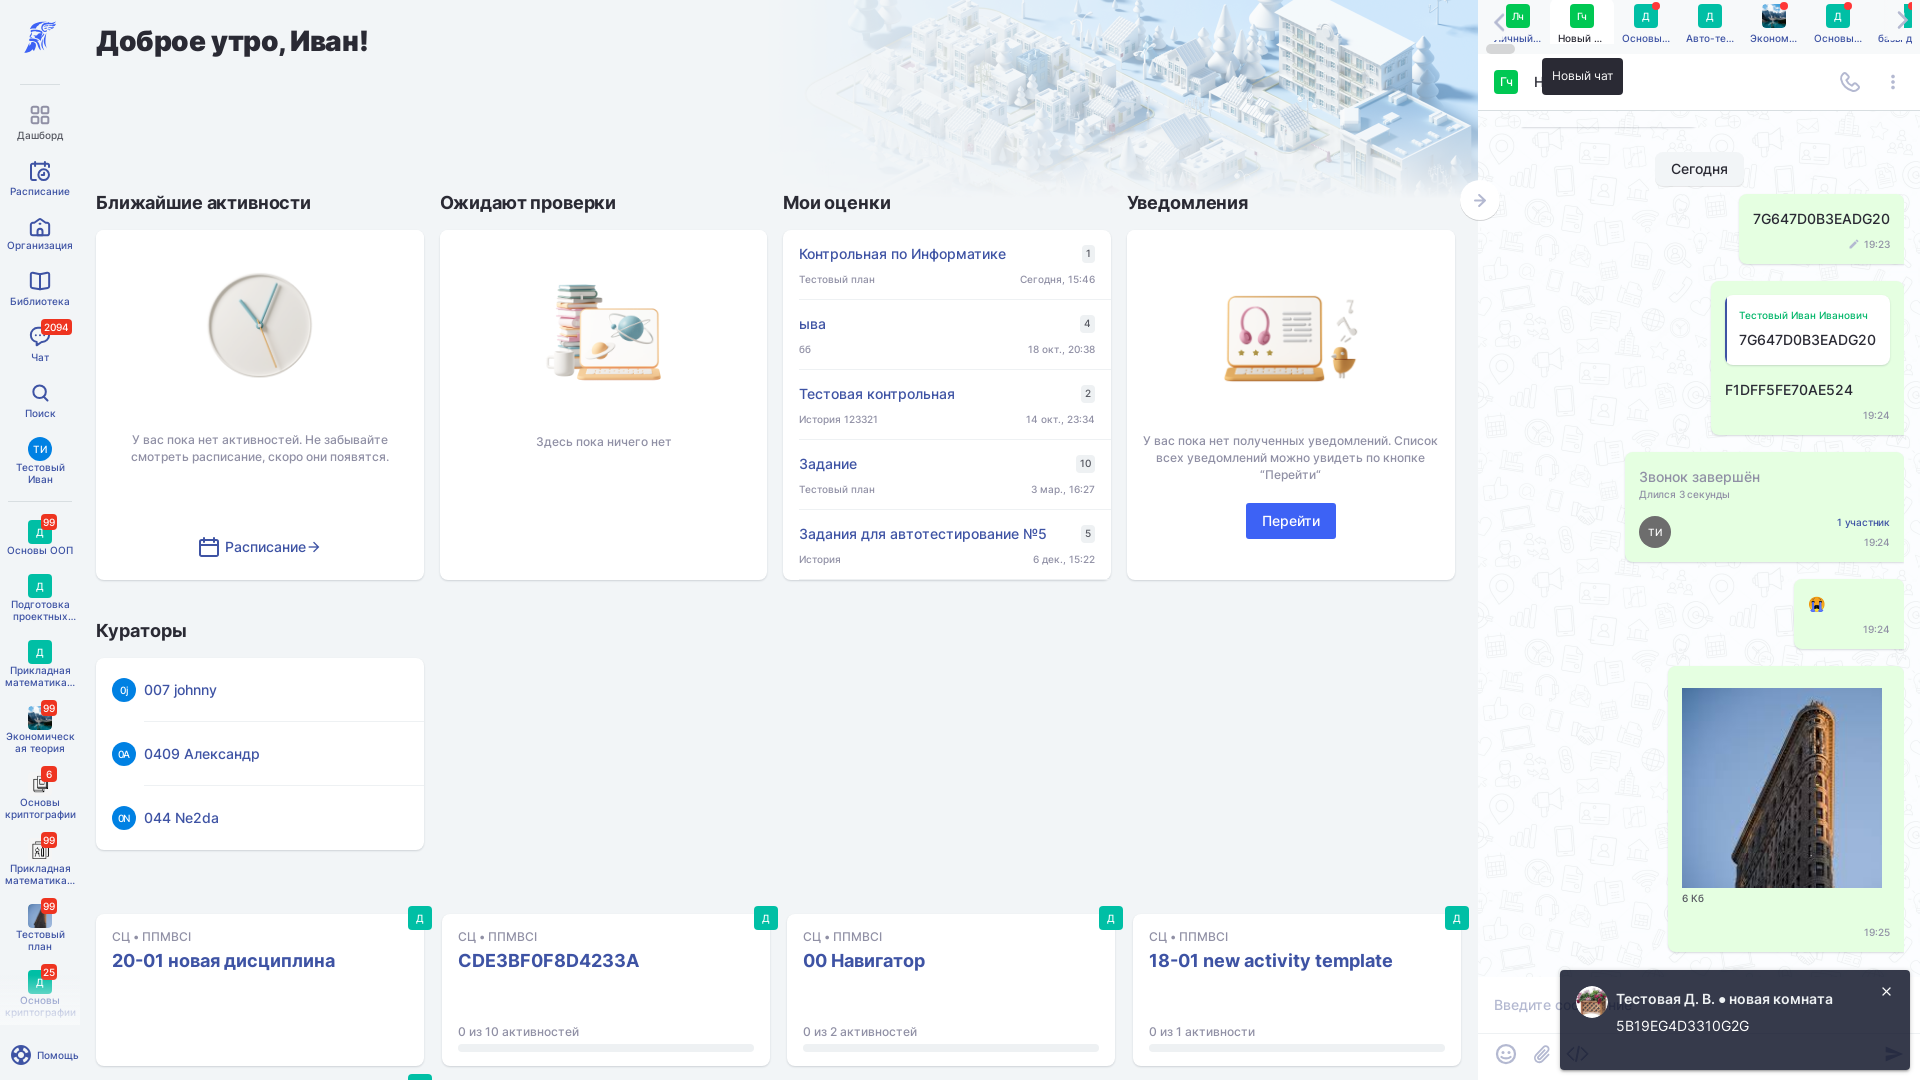 Дашборд
Расписание
Организация
Библиотека
2094
Чат
Поиск
ТИ
Тестовый
Иван
99
Д
Основы ООП
Д
Подготовка
проектных...
Д
Прикладная
математика...
99
Экономическ
ая теория
6
Основы
криптографии
99
Прикладная
математика...
99
Тестовый
план
25
Д
Основы
криптографии
Помощь
Доброе утро, Иван!
Ближайшие активности
У вас пока нет активностей. Не забывайте
смотреть расписание, скоро они появятся.
Расписание
Ожидают проверки
Здесь пока ничего нет
Мои оценки
Контрольная по Информатике 1
Тестовый план Сегодня, 15:46
ыва 4
бб 18 окт., 20:38
Тестовая контрольная 2
История 123321 14 окт., 23:34
Задание 10
Тестовый план 3 мар., 16:27
Задания для автотестирование №5 5
История 6 дек., 15:22
Уведомления
У вас пока нет полученных уведомлений. Список
всех уведомлений можно увидеть по кнопке
“Перейти”
Перейти
Кураторы
0j 007 johnny
0А 0409 Александр
0N 044 Ne2da
Д
СЦ • ППМВСI
20-01 новая дисциплина
Д
СЦ • ППМВСI
CDE3BF0F8D4233A
0 из 10 активностей
Д
СЦ • ППМВСI
00 Навигатор
0 из 2 активностей
Д
СЦ • ППМВСI
18-01 new activity template
0 из 1 активности
Лч Гч Д Д Д
Личный... Новый ... Основы... Авто-те... Эконом... Основы...
Гч
Новый чат
Сегодня
7G647D0B3EADG20
19:23
Тестовый Иван Иванович
7G647D0B3EADG20
F1DFF5FE70AE524
19:24
Звонок завершён
Длился 3 секунды
ТИ
1 участник
19:24
19:24
6 Кб
19:25
Введите
Тестовая Д. В. • новая комната
5B19EG4D3310G2G